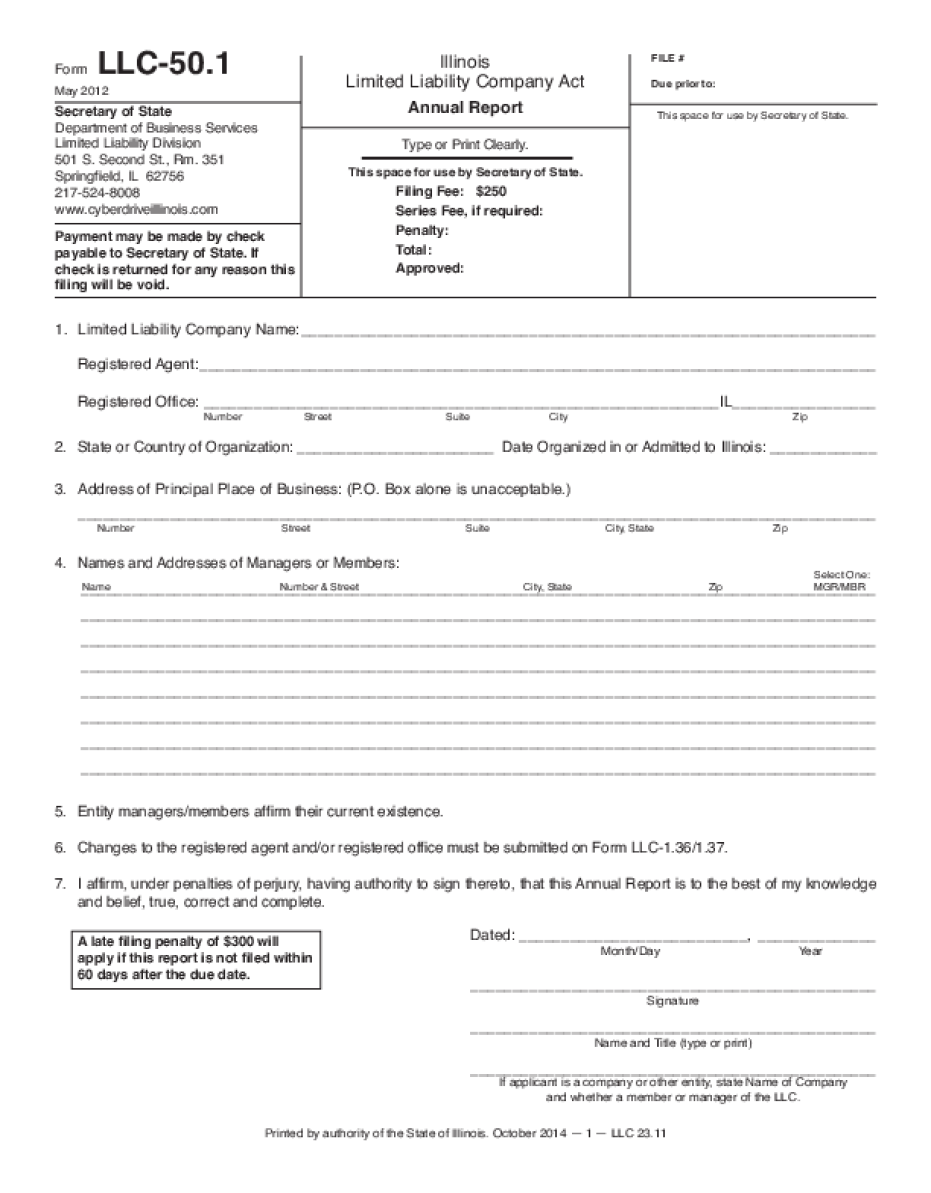 Form LLC-50.1
May 2012
Secretary of State
Department of Business Services
Limited Liability Division
501 S. Second St., Rm. 351
Springfield, IL 62756
217-524-8008
www.cyberdriveillinois.com
Payment may be made by check
payable to Secretary of State. If
check is returned for any reason this
filing will be void.
Illinois
Limited Liability Company Act
Annual Report
Type or Print Clearly.
This space for use by Secretary of State.
Filing Fee: $250
Series Fee, if required:
Penalty:
Total:
Approved:
FILE #
Due prior to:
This space for use by Secretary of State.
1. Limited Liability Company Name:
Registered Agent:
Registered Office: IL
Number Street Suite City Zip
2. State or Country of Organization: Date Organized in or Admitted to Illinois:
3. Address of Principal Place of Business: (P.O. Box alone is unacceptable.)
Number Street Suite City, State Zip
4. Names and Addresses of Managers or Members:
Select One:
Name Number & Street City, State Zip MGR/MBR
5. Entity managers/members affirm their current existence.
6. Changes to the registered agent and/or registered office must be submitted on Form LLC-1.36/1.37.
7. I affirm, under penalties of perjury, having authority to sign thereto, that this Annual Report is to the best of my knowledge
and belief, true, correct and complete.
A late filing penalty of $300 will
apply if this report is not filed within
60 days after the due date.
Dated: ,
Month/Day Year
Signature
Name and Title (type or print)
If applicant is a company or other entity, state Name of Company
and whether a member or manager of the LLC.
Printed by authority of the State of Illinois. October 2014 — 1 — LLC 23.11